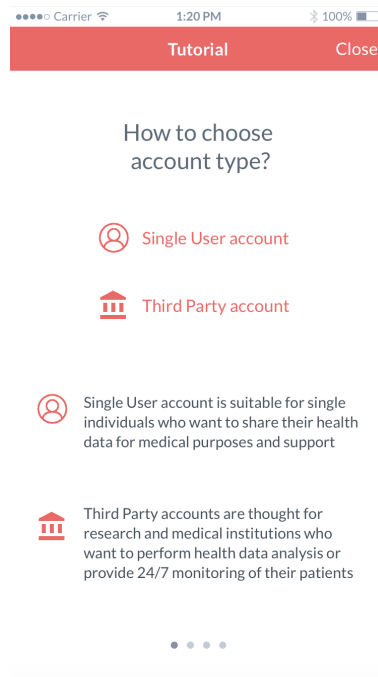 Carrier 1:20 PM 100%
Tutorial Close
How to choose
account type?
Single User account
Third Party account
Single User account is suitable for single
individuals who want to share their health
data for medical purposes and support
Third Party accounts are thought for
research and medical institutions who
want to perform health data analysis or
provide 24/7 monitoring of their patients